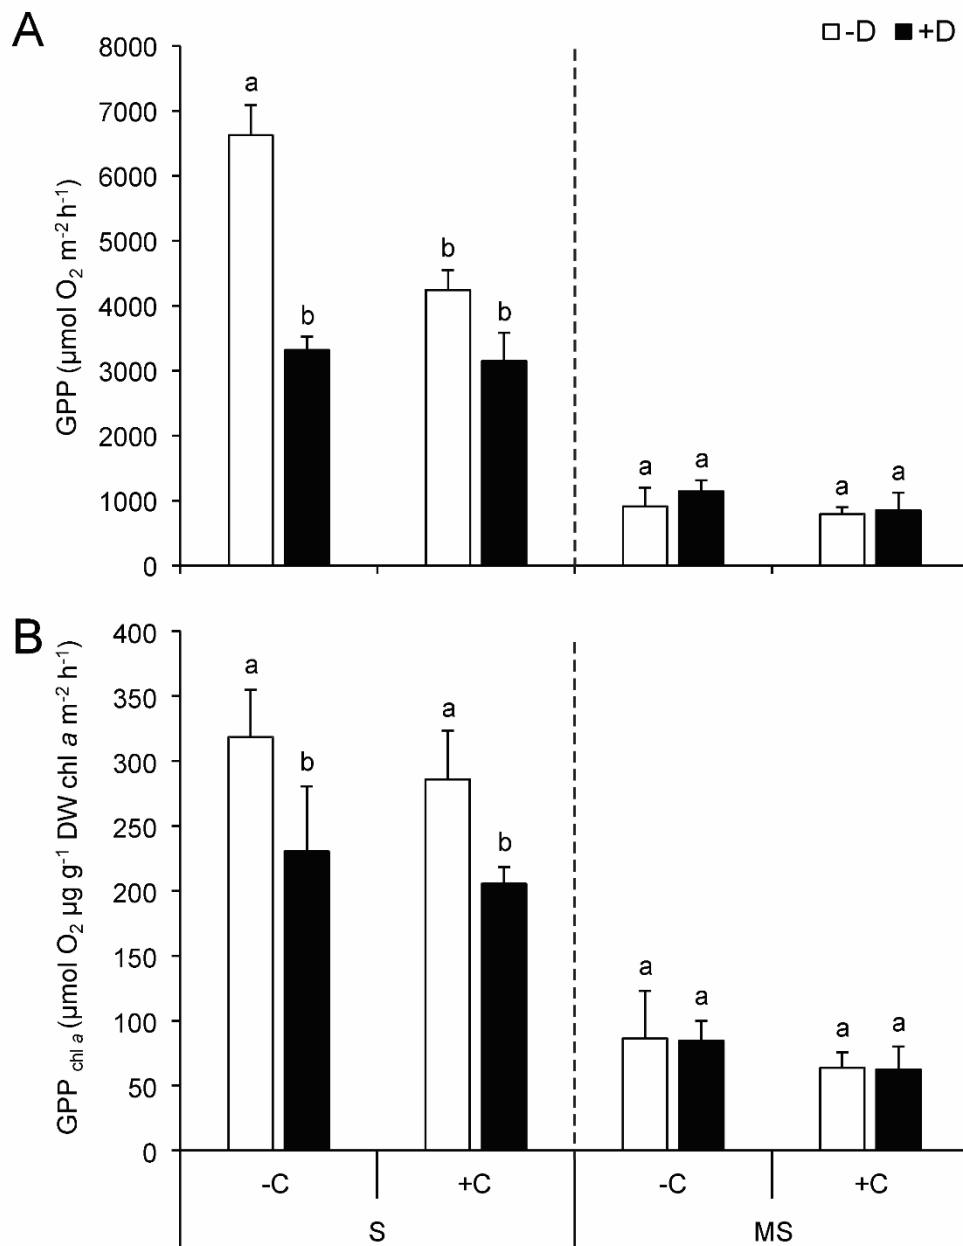 A
-D +D
8000
7000
6000
5000
4000
3000
2000
1000
0
GPP (µmol O₂ m⁻² h⁻¹)
a
b
b
b
a
a
a
a
B
400
350
300
250
200
150
100
50
0
GPP chl a (µmol O₂ µg g⁻¹ DW chl a m⁻² h⁻¹)
a
b
a
b
a
a
a
a
-C +C -C +C
S MS